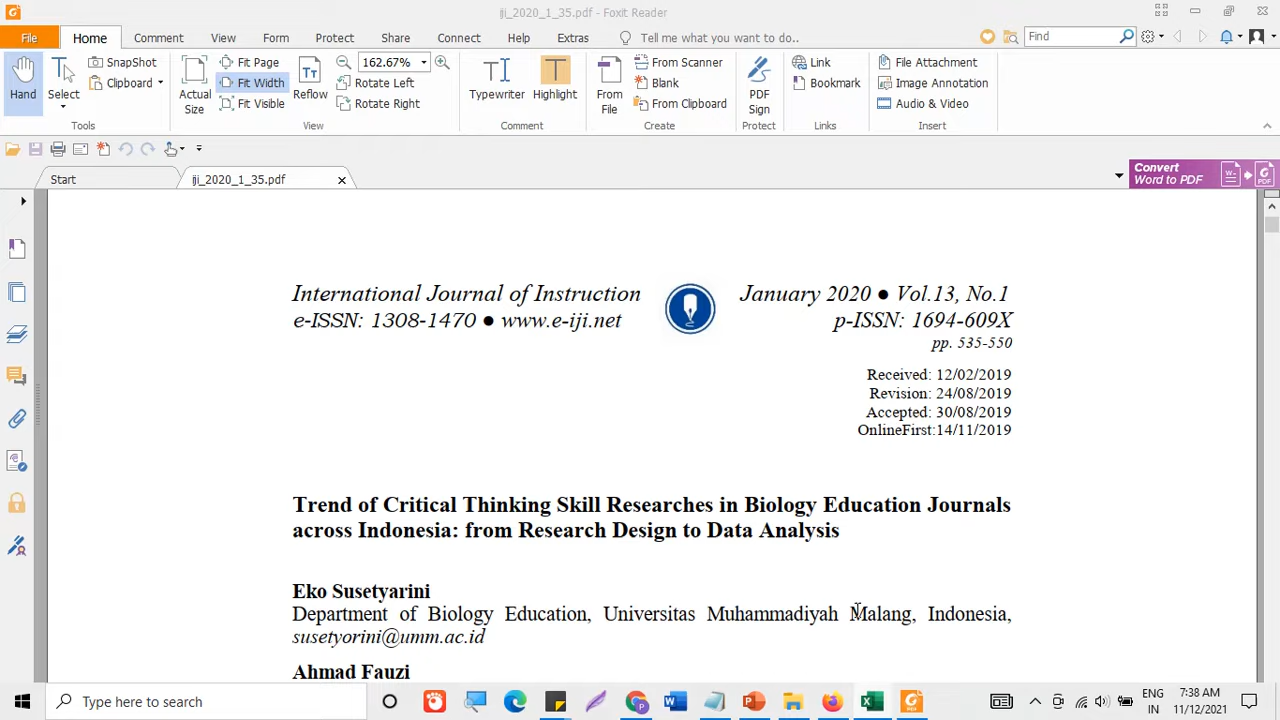 iji_2020_1_35.pdf - Foxit Reader
File Home Comment View Form Protect Share Connect Help Extras Tell me what you want to do.. Find
SnapShot Fit Page 162.67% From Scanner Link File Attachment
Clipboard Fit Width Rotate Left Blank Bookmark Image Annotation
Hand Select Actual Size Fit Visible Reflow Rotate Right Typewriter Highlight From File From Clipboard PDF Sign Audio & Video
Tools View Comment Create Protect Links Insert
Start iji_2020_1_35.pdf
Convert
Word to PDF
International Journal of Instruction January 2020 ● Vol.13, No.1
e-ISSN: 1308-1470 ● www.e-iji.net p-ISSN: 1694-609X
pp. 535-550
Received: 12/02/2019
Revision: 24/08/2019
Accepted: 30/08/2019
OnlineFirst:14/11/2019
Trend of Critical Thinking Skill Researches in Biology Education Journals
across Indonesia: from Research Design to Data Analysis
Eko Susetyarini
Department of Biology Education, Universitas Muhammadiyah Malang, Indonesia,
susetyorini@umm.ac.id
Ahmad Fauzi
Type here to search
ENG 7:38 AM
IN 11/12/2021